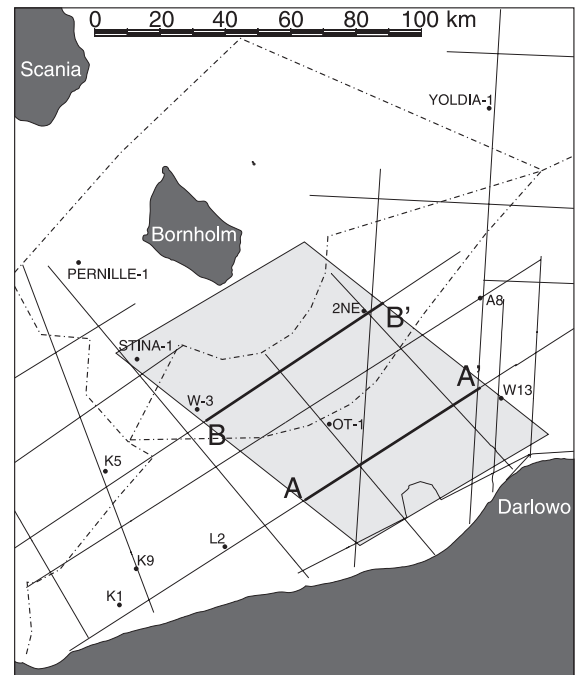 0 20 40 60 80 100 km
Scania
YOLDIA-1
Bornholm
PERNILLE-1
A8
2NE
B'
STINA-1
A'
W-3
W13
B
OT-1
K5
A
Darlowo
L2
K9
K1